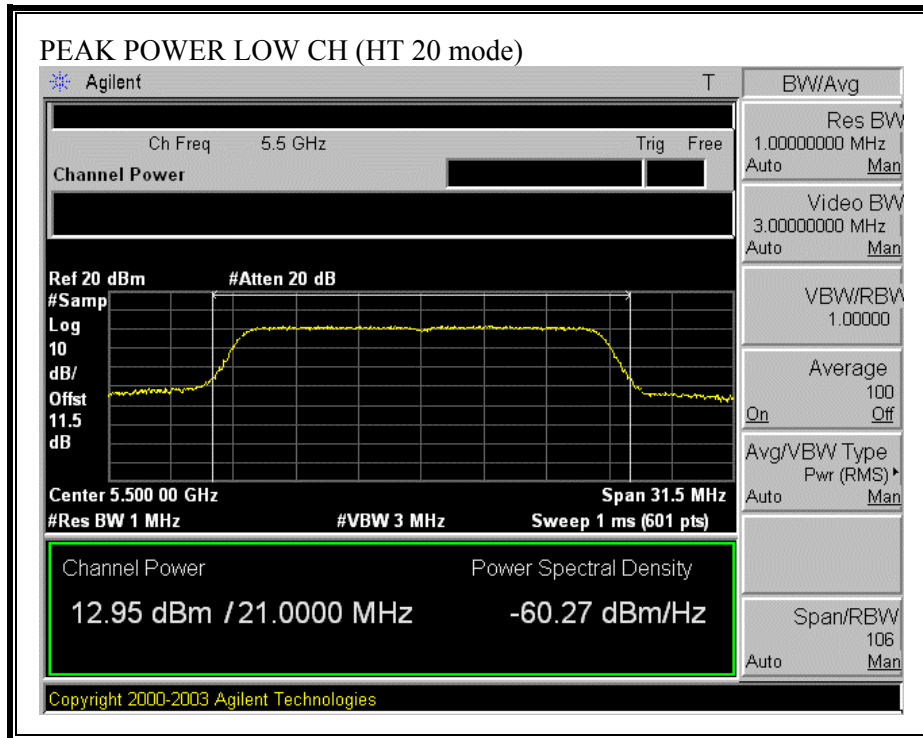 PEAK POWER LOW CH (HT 20 mode)
Agilent T
Ch Freq 5.5 GHz Trig Free
Channel Power
Ref 20 dBm #Atten 20 dB
#Samp
Log
10
dB/
Offst
11.5
dB
Center 5.500 00 GHz Span 31.5 MHz
#Res BW 1 MHz #VBW 3 MHz Sweep 1 ms (601 pts)
Channel Power Power Spectral Density
12.95 dBm / 21.0000 MHz -60.27 dBm/Hz
Copyright 2000-2003 Agilent Technologies
BW/Avg
Res BW
1.00000000 MHz
Auto Man
Video BW
3.00000000 MHz
Auto Man
VBW/RBW
1.00000
Average
100
On Off
Avg/VBW Type
Pwr (RMS)
Auto Man
Span/RBW
106
Auto Man